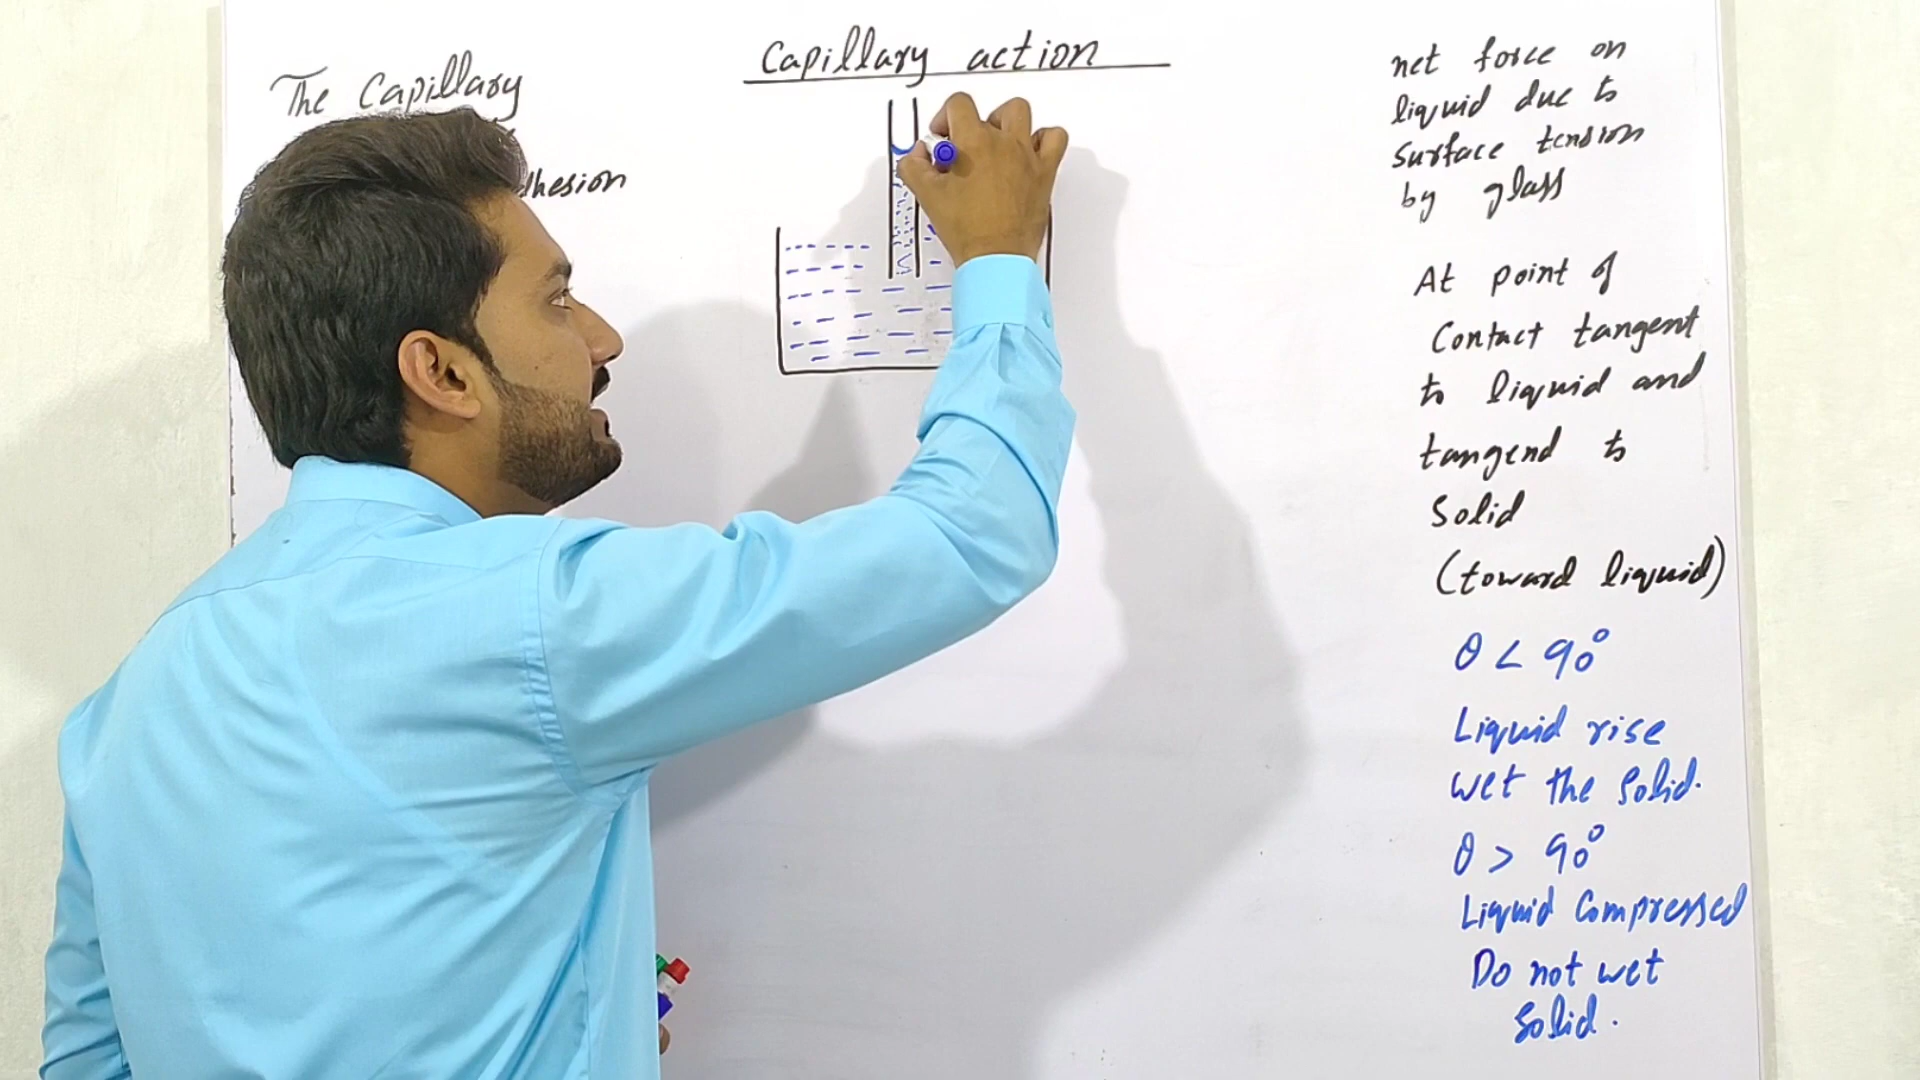 Capillary action
The Capillary
dhesion
net force on
liquid due to
surface tension
by glass
At point of
Contact tangent
to liquid and
tangend to
Solid
(toward liquid)
θ < 90°
Liquid rise
wet the solid.
θ > 90°
Liquid Compressed
Do not wet
Solid.